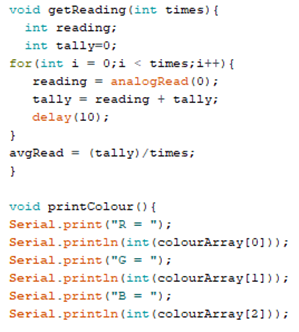 void getReading(int times){
int reading;
int tally=0;
for(int i = 0;i < times;i++){
reading = analogRead(0);
tally = reading + tally;
delay(10);
}
avgRead = (tally)/times;
}
void printColour(){
Serial.print("R = ");
Serial.println(int(colourArray[0]));
Serial.print("G = ");
Serial.println(int(colourArray[1]));
Serial.print("B = ");
Serial.println(int(colourArray[2]));